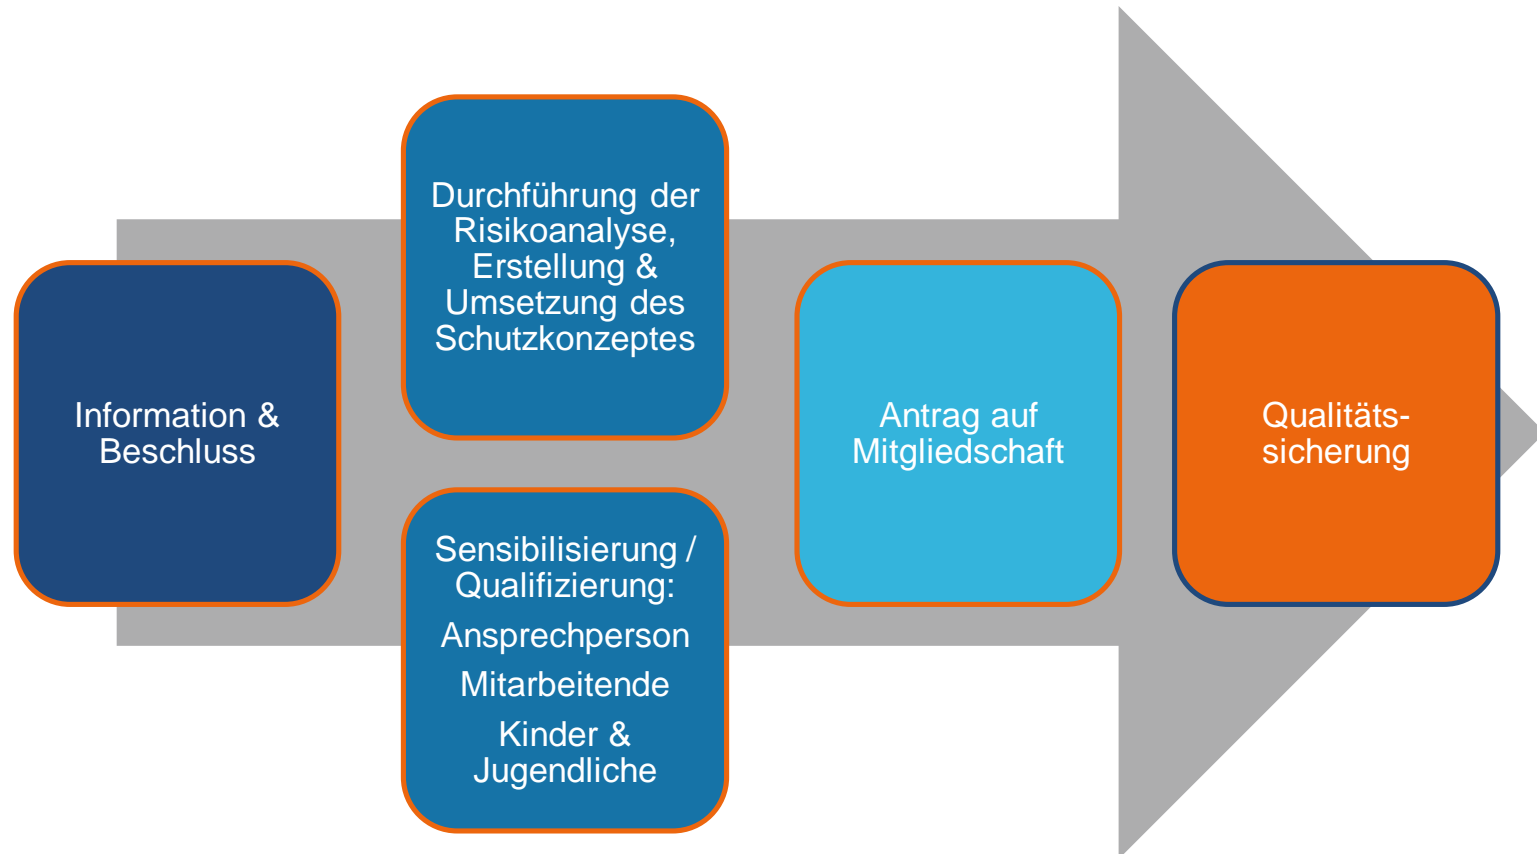 Information &
Beschluss
Durchführung der
Risikoanalyse,
Erstellung &
Umsetzung des
Schutzkonzeptes
Sensibilisierung /
Qualifizierung:
Ansprechperson
Mitarbeitende
Kinder &
Jugendliche
Antrag auf
Mitgliedschaft
Qualitäts-
sicherung